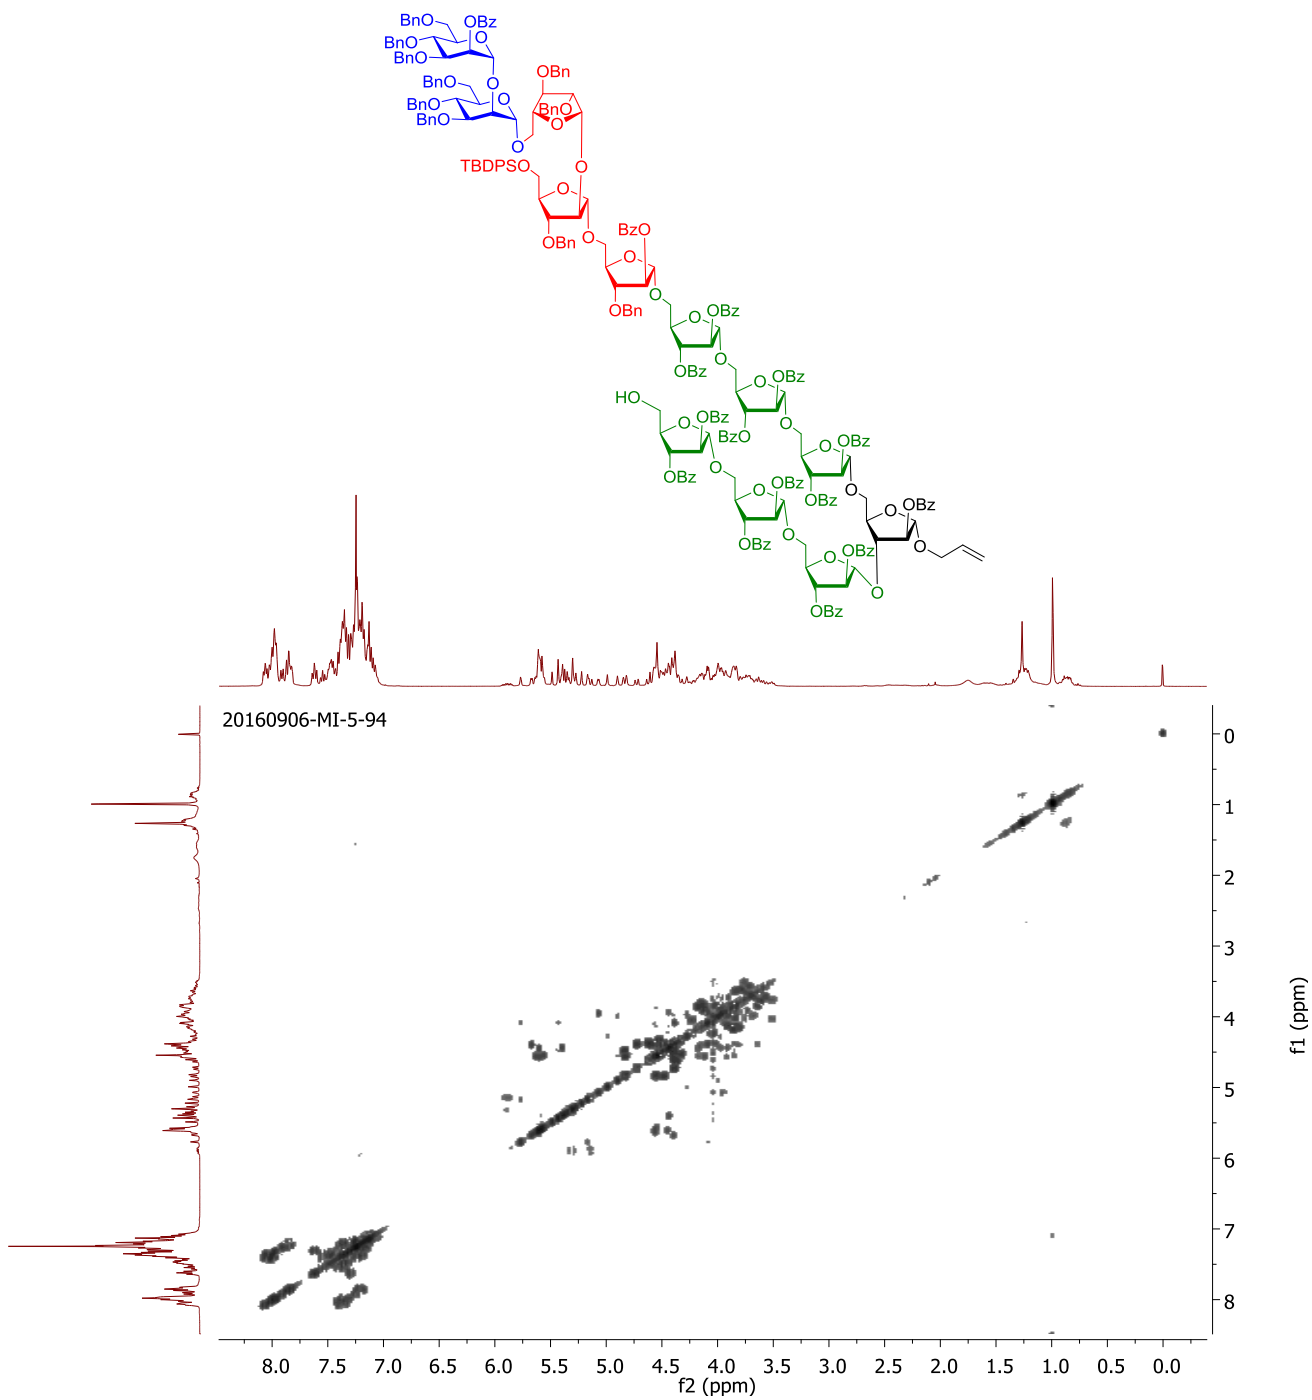 BnO OBz
BnO O
BnO
BnO O OBn
BnO O BnO
BnO O
O
TBDPSO O
O
OBn O BzO
O
OBn O
O OBz
O
OBz O OBz
HO O
O OBz BzO O OBz
OBz O O
O OBz OBz O OBz
OBz O O
O OBz
OBz O
20160906-MI-5-94
0
1
2
3
4
5
6
7
8
f1 (ppm)
8.0 7.5 7.0 6.5 6.0 5.5 5.0 4.5 4.0 3.5 3.0 2.5 2.0 1.5 1.0 0.5 0.0
f2 (ppm)